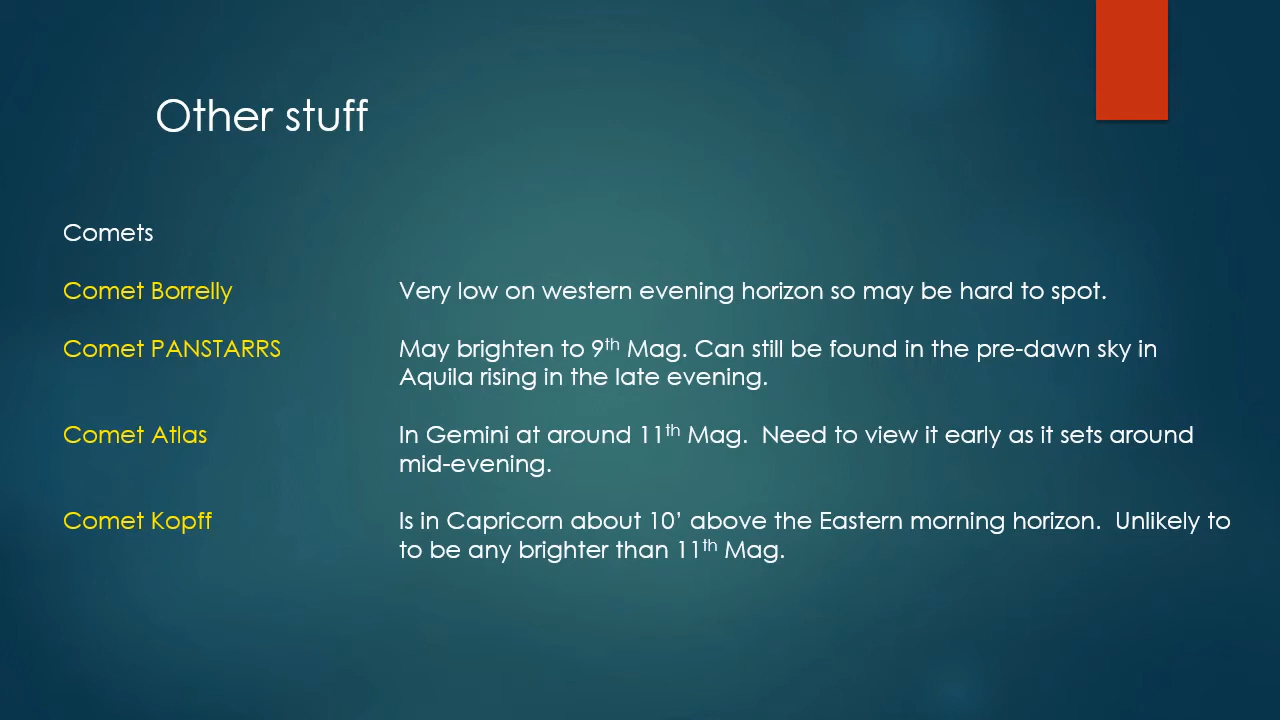 Other stuff
Comets
Comet Borrelly Very low on western evening horizon so may be hard to spot.
Comet PANSTARRS May brighten to 9th Mag. Can still be found in the pre-dawn sky in
Aquila rising in the late evening.
Comet Atlas In Gemini at around 11th Mag.  Need to view it early as it sets around
mid-evening.
Comet Kopff Is in Capricorn about 10’ above the Eastern morning horizon.  Unlikely to
to be any brighter than 11th Mag.